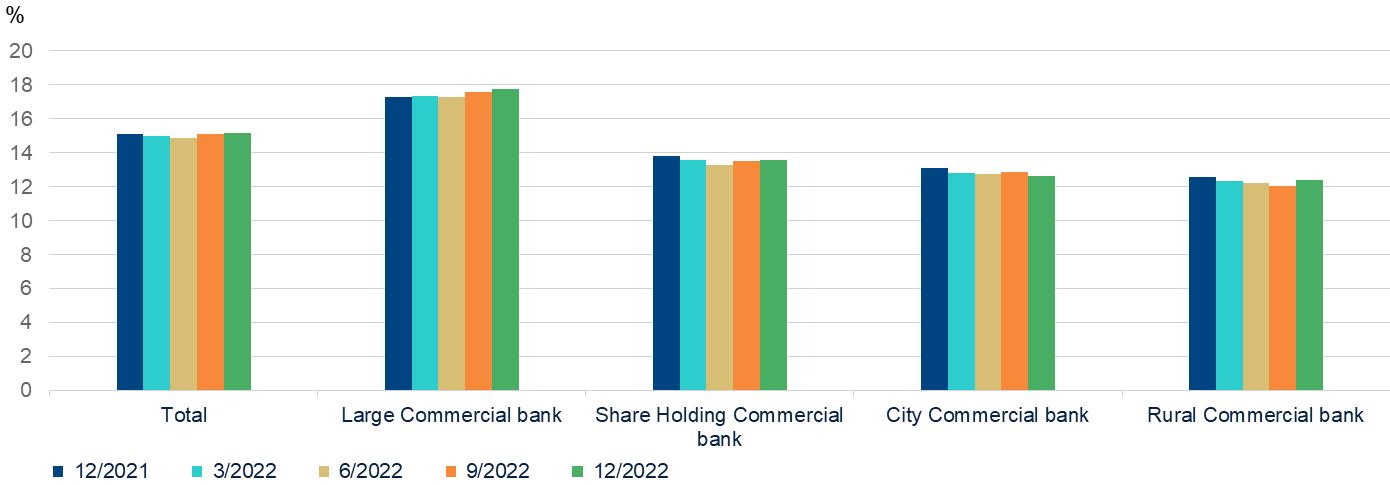 %
20
18
16
14
12
10
8
6
4
2
0
Total
Large Commercial bank
Share Holding Commercial
bank
City Commercial bank
Rural Commercial bank
12/2021 3/2022 6/2022 9/2022 12/2022